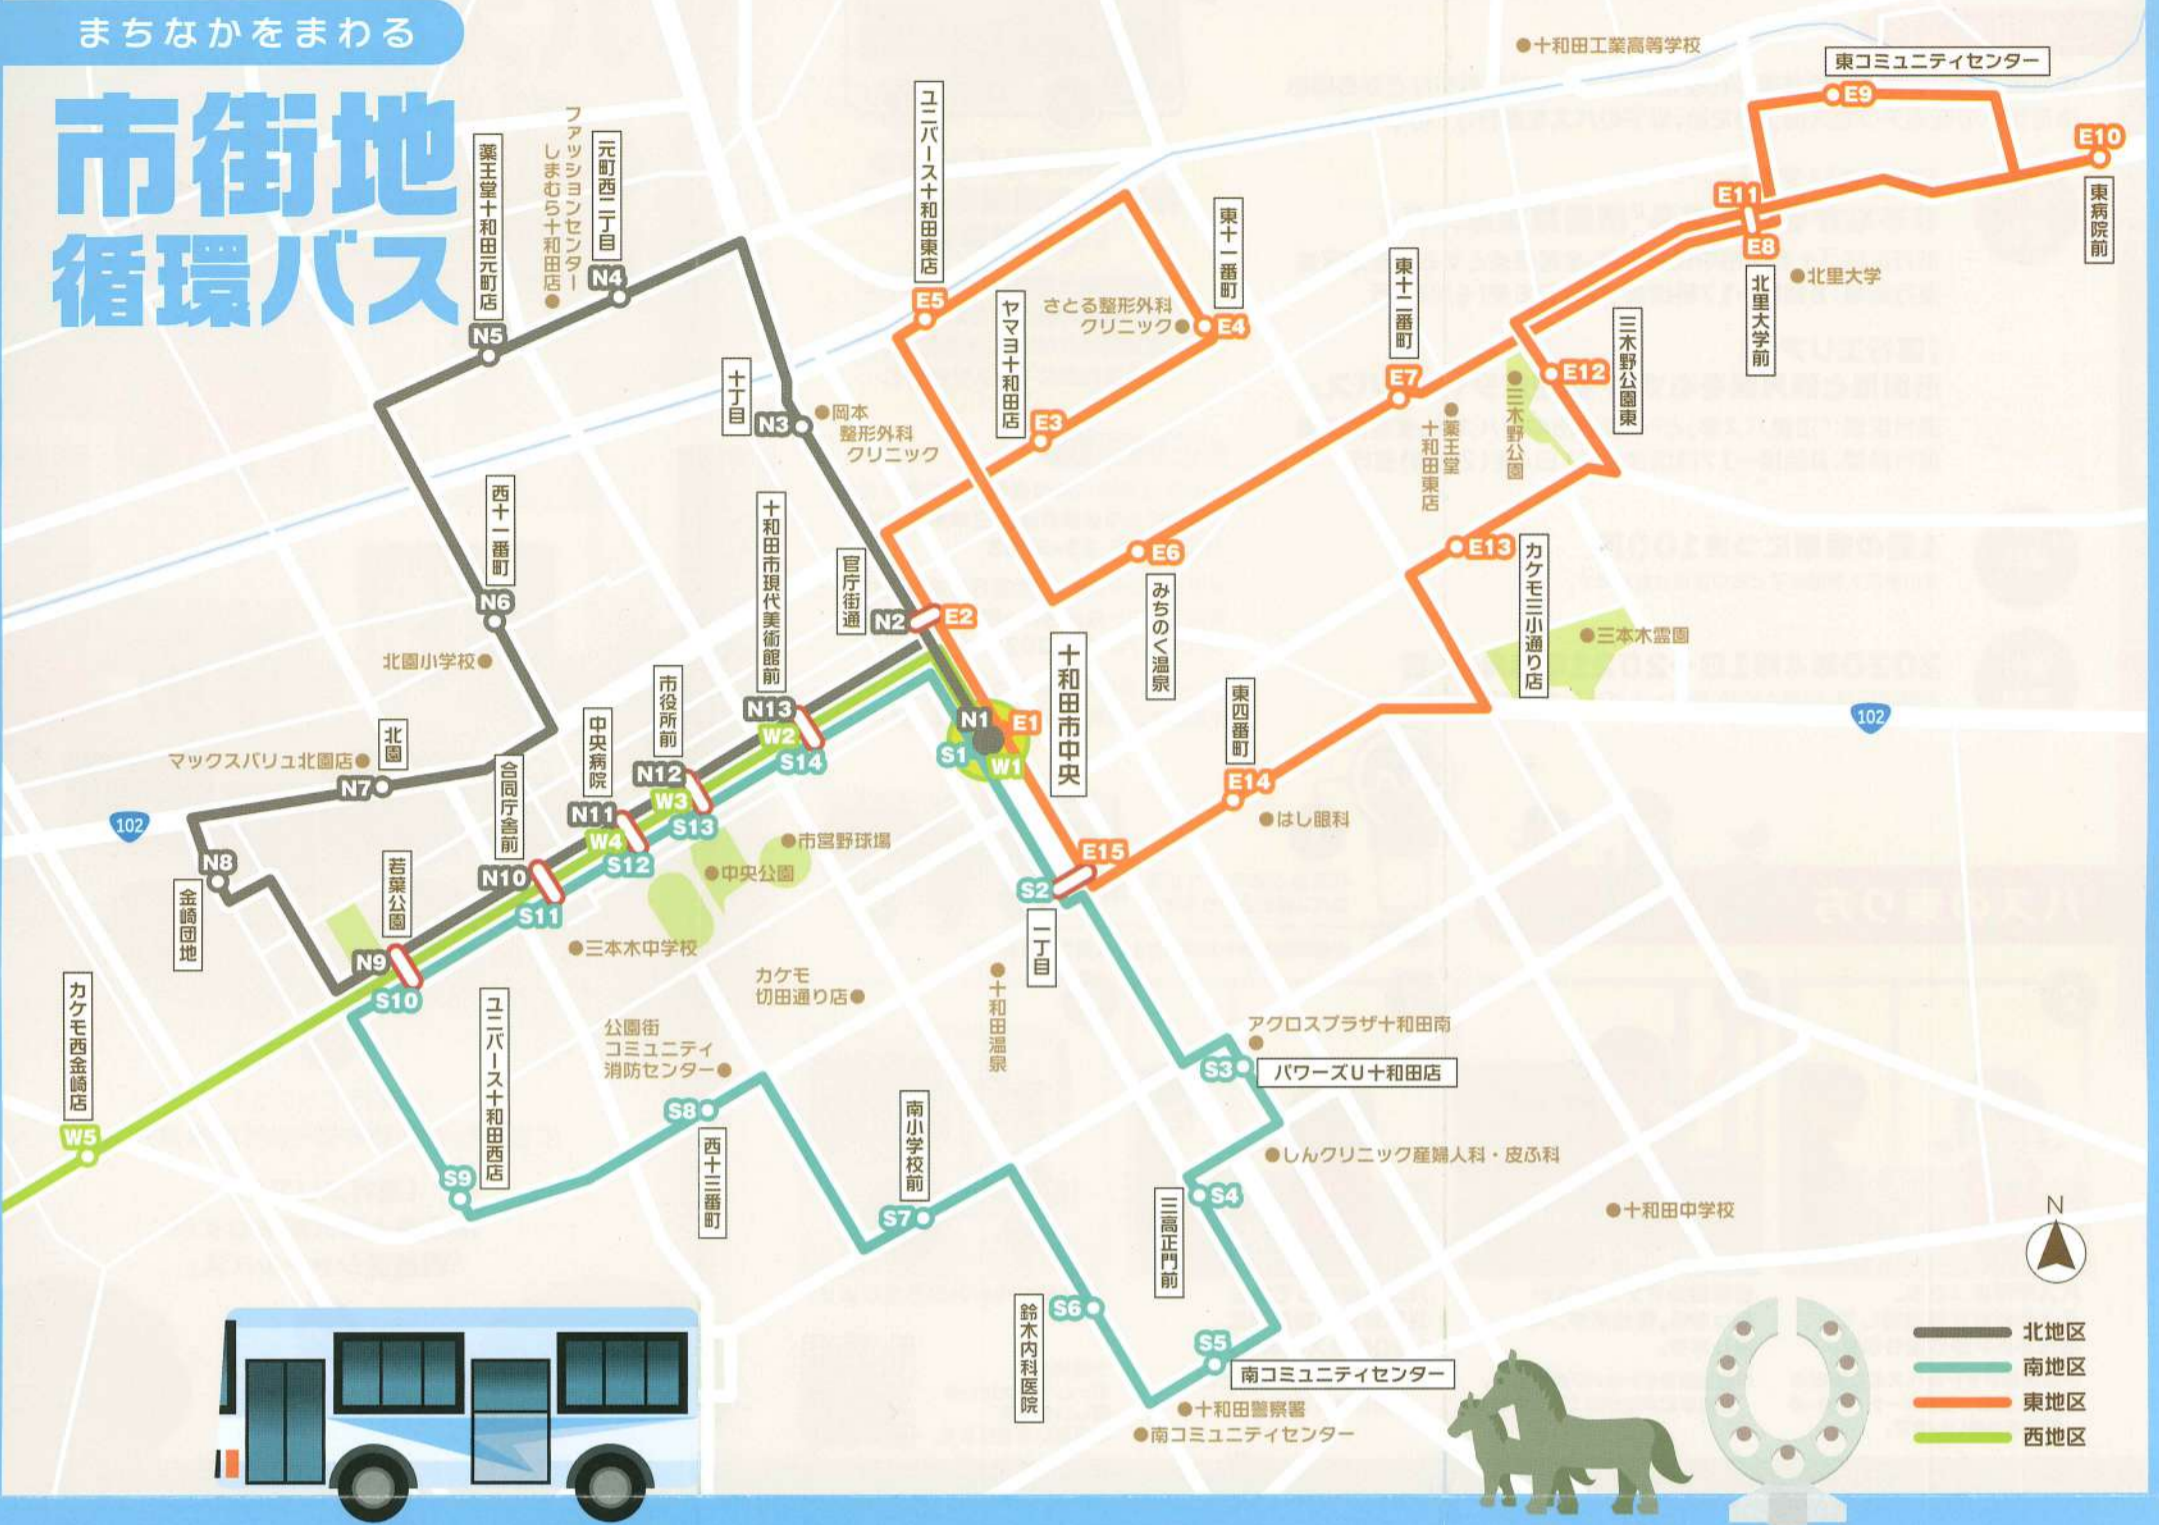 まちなかをまわる
市街地
循環バス
ファッションセンター
しまむら十和田店
薬王堂十和田元町店
N5
元町西二丁目
N4
十丁目
N3
岡本
整形外科
クリニック
西十一番町
N6
北園小学校
北園
N7
マックスバリュ北園店
102
N8
金崎団地
若葉公園
N9
S10
合同庁舎前
N10
S11
中央病院
N11
W4
S12
市役所前
N12
W3
S13
十和田市現代美術館前
N13
W2
S14
官庁街通
N2
E2
N1
E1
S1
W1
十和田市中央
ユニバース十和田東店
E5
ヤマヨ十和田店
E3
さとる整形外科
クリニック
東十一番町
E4
E6
みちのく温泉
東十二番町
E7
薬王堂
十和田東店
三木野公園
E12
三木野公園東
十和田工業高等学校
東コミュニティセンター
E9
E10
東病院前
E11
E8
北里大学前
北里大学
E13
カケモ三小通り店
三本木霊園
102
東四番町
E14
はし眼科
E15
S2
一丁目
市営野球場
中央公園
三本木中学校
カケモ
切田通り店
十和田温泉
カケモ西金崎店
W5
ユニバース十和田西店
S9
公園街
コミュニティ
消防センター
S8
西十三番町
南小学校前
S7
アクロスプラザ十和田南
S3
パワーズU十和田店
しんクリニック産婦人科・皮ふ科
S4
三高正門前
十和田中学校
鈴木内科医院
S6
S5
南コミュニティセンター
十和田警察署
南コミュニティセンター
N
北地区
南地区
東地区
西地区